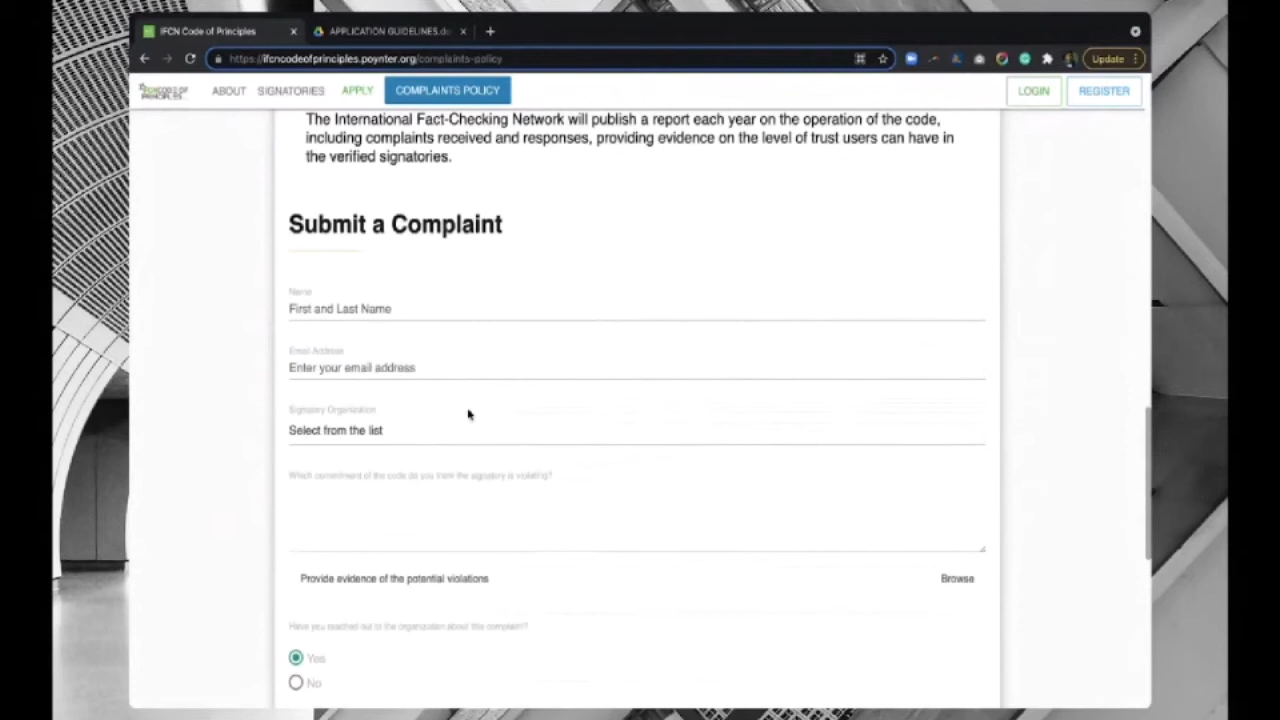 IFCN Code of Principles
APPLICATION GUIDELINES.do
https://ifcncodeofprinciples.poynter.org/complaints-policy
Update
ABOUT
SIGNATORIES
APPLY
COMPLAINTS POLICY
LOGIN
REGISTER
The International Fact-Checking Network will publish a report each year on the operation of the code,
including complaints received and responses, providing evidence on the level of trust users can have in
the verified signatories.
Submit a Complaint
Name
First and Last Name
Email Address
Enter your email address
Signatory Organization
Select from the list
Which commitment of the code do you think the signatory is violating?
Provide evidence of the potential violations
Browse
Have you reached out to the organization about this complaint?
Yes
No